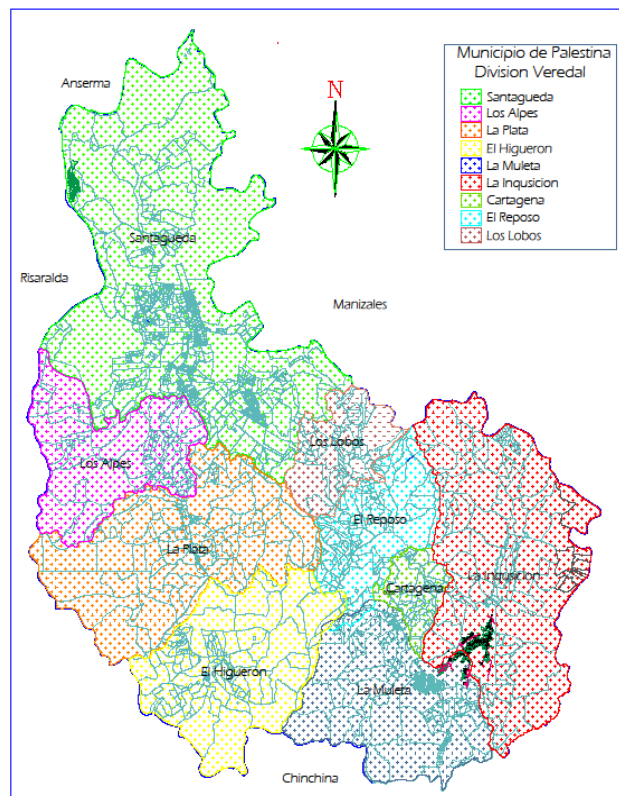 Municipio de Palestina
Division Veredal
Santagueda
Los Alpes
La Plata
El Higueron
La Muleta
La Inqusicion
Cartagena
El Reposo
Los Lobos
Anserma
N
Santagueda
Risaralda
Manizales
Los Lobos
Los Alpes
El Reposo
La Plata
Cartagena
La Inqusicion
El Higueron
La Muleta
Chinchina